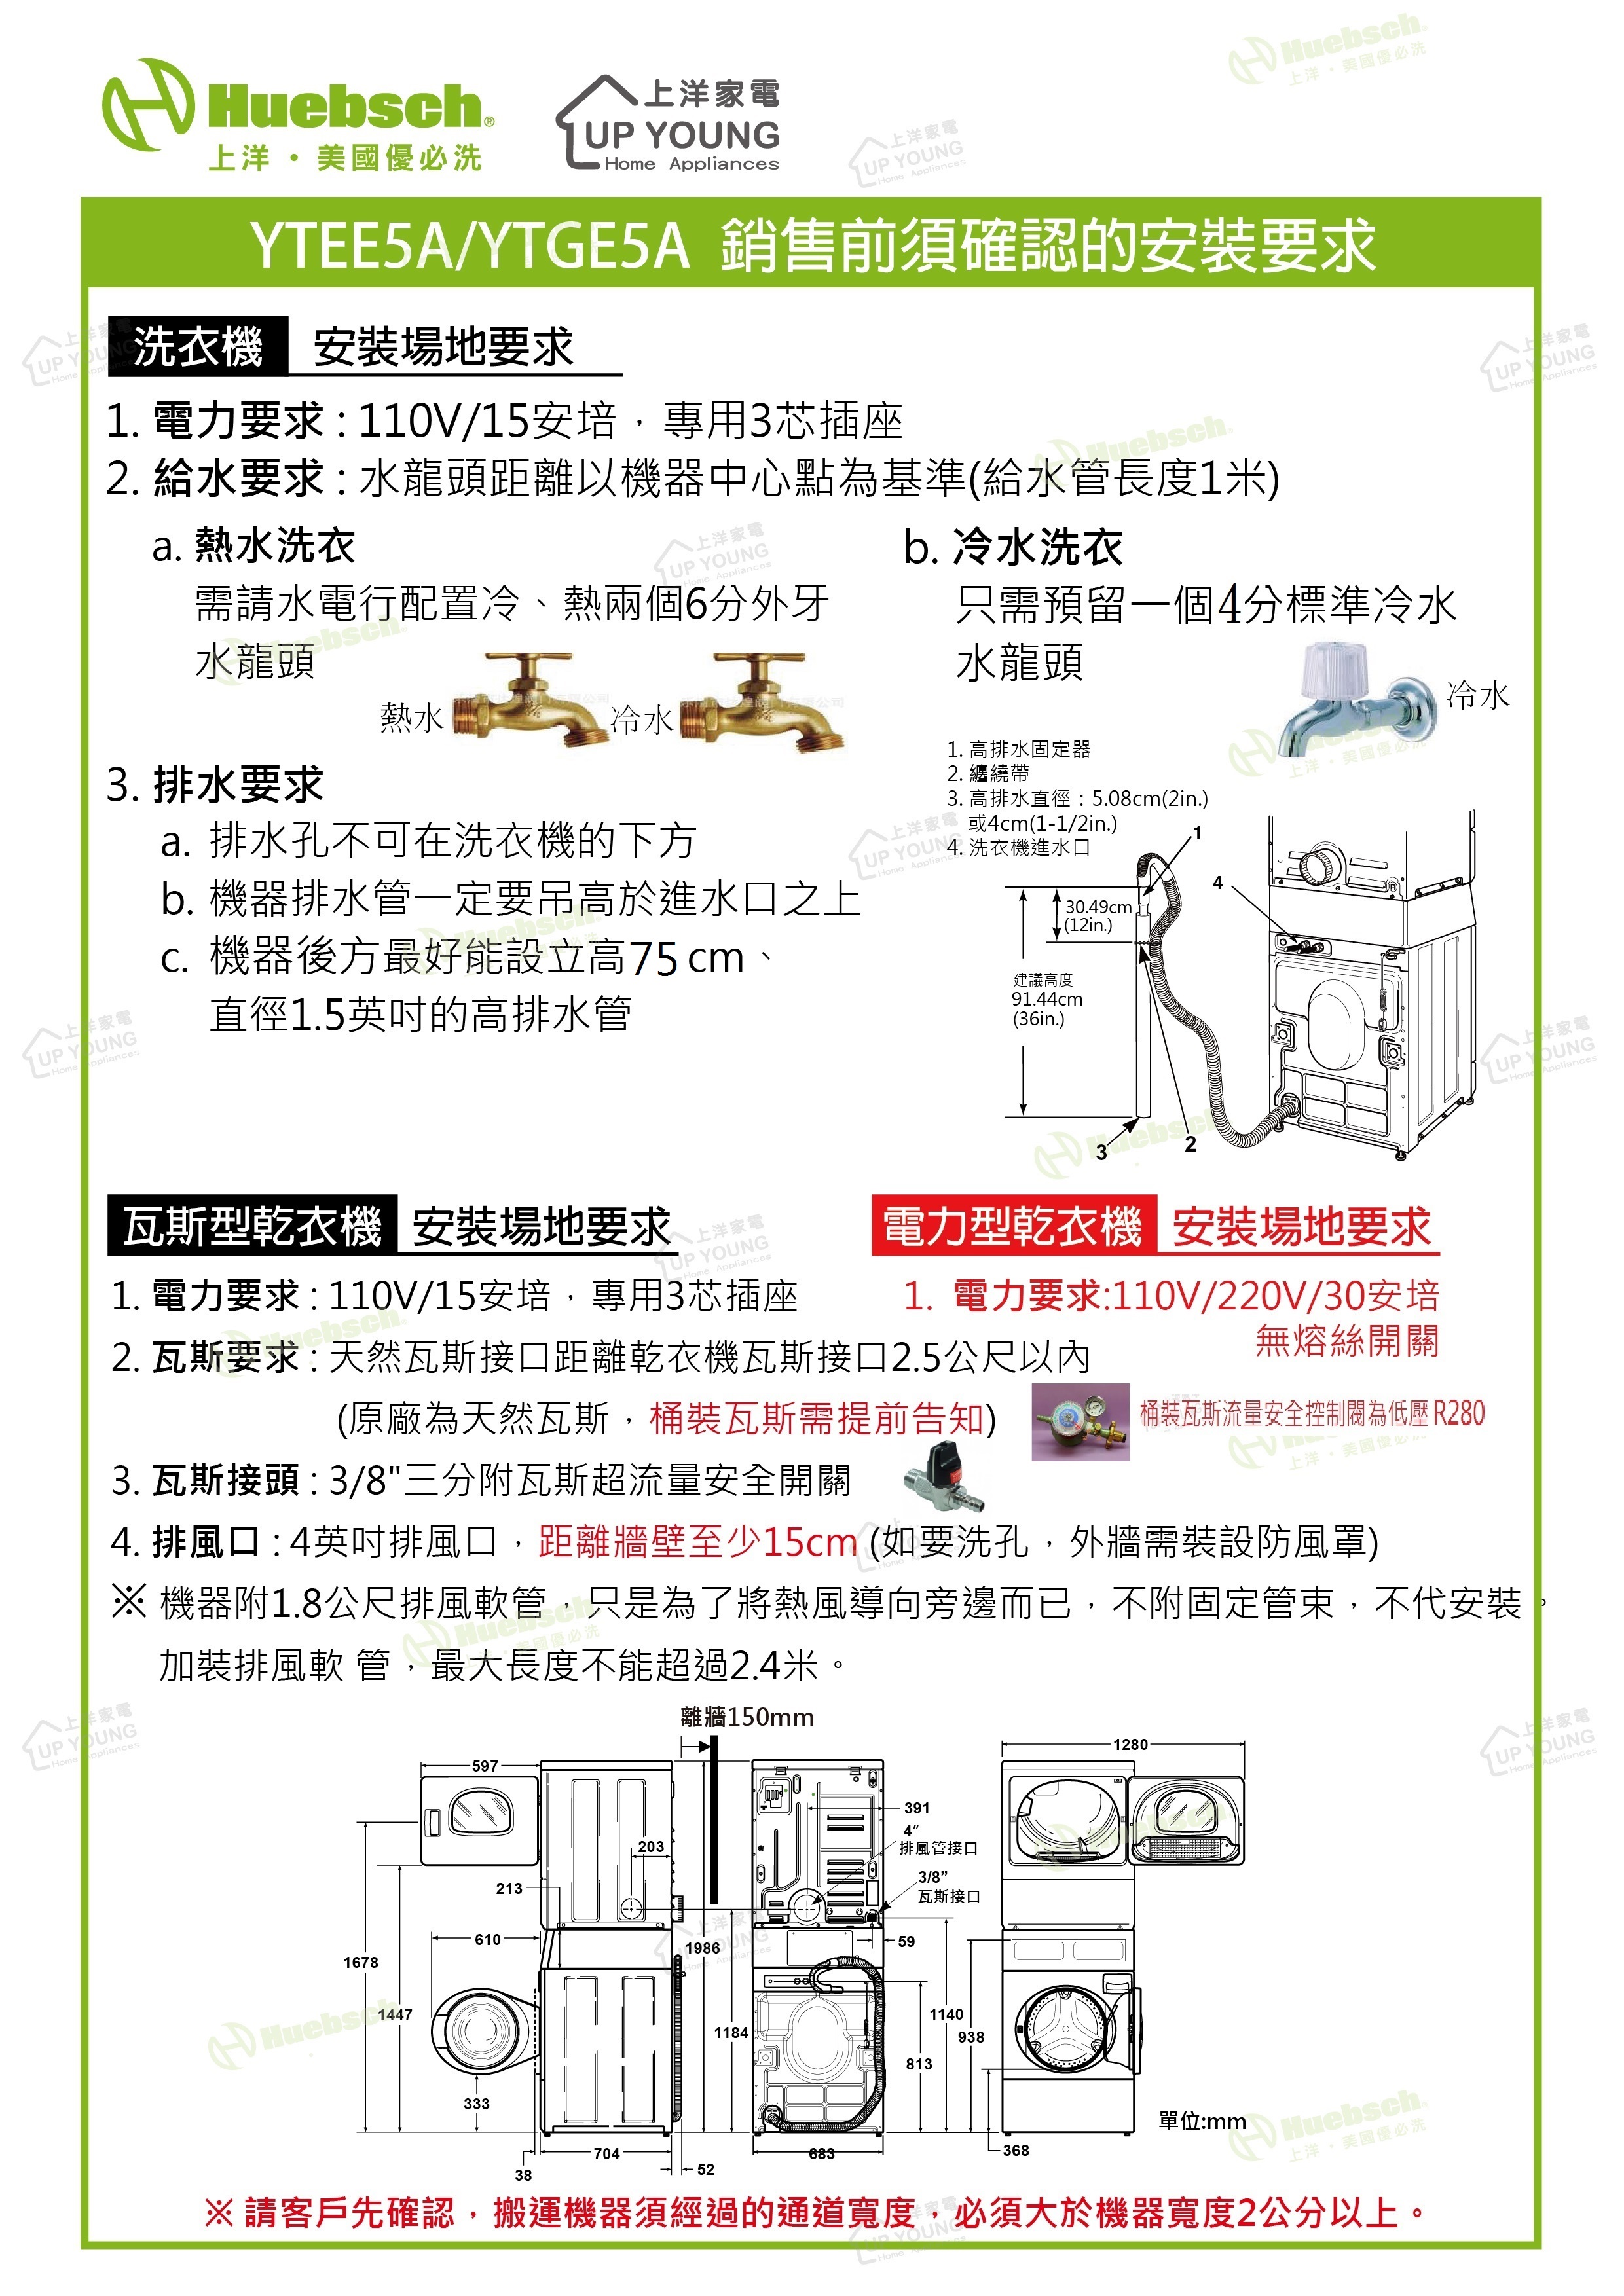 Huebsch®
上洋・美國優必洗
上洋家電
UP YOUNG
Home Appliances
YTEE5A/YTGE5A 銷售前須確認的安裝要求
洗衣機 安裝場地要求
1. 電力要求 : 110V/15安培，專用3芯插座
2. 給水要求 : 水龍頭距離以機器中心點為基準(給水管長度1米)
a. 熱水洗衣
需請水電行配置冷、熱兩個6分外牙
水龍頭
熱水
冷水
b. 冷水洗衣
只需預留一個4分標準冷水
水龍頭
冷水
3. 排水要求
a. 排水孔不可在洗衣機的下方
b. 機器排水管一定要吊高於進水口之上
c. 機器後方最好能設立高75 cm、
直徑1.5英吋的高排水管
1. 高排水固定器
2. 纏繞帶
3. 高排水直徑：5.08cm(2in.)
或4cm(1-1/2in.)
4. 洗衣機進水口
1
4
30.49cm
(12in.)
建議高度
91.44cm
(36in.)
3
2
瓦斯型乾衣機 安裝場地要求
1. 電力要求 : 110V/15安培，專用3芯插座
2. 瓦斯要求 : 天然瓦斯接口距離乾衣機瓦斯接口2.5公尺以內
(原廠為天然瓦斯，桶裝瓦斯需提前告知)
電力型乾衣機 安裝場地要求
1. 電力要求:110V/220V/30安培
無熔絲開關
桶裝瓦斯流量安全控制閥為低壓 R280
3. 瓦斯接頭 : 3/8"三分附瓦斯超流量安全開關
4. 排風口 : 4英吋排風口，距離牆壁至少15cm (如要洗孔，外牆需裝設防風罩)
※ 機器附1.8公尺排風軟管，只是為了將熱風導向旁邊而已，不附固定管束，不代安裝。
加裝排風軟 管，最大長度不能超過2.4米。
離牆150mm
597
203
213
610
1678
1447
333
38
704
52
1986
1184
391
4”
排風管接口
3/8”
瓦斯接口
59
1140
938
813
683
368
1280
單位:mm
※ 請客戶先確認，搬運機器須經過的通道寬度，必須大於機器寬度2公分以上。